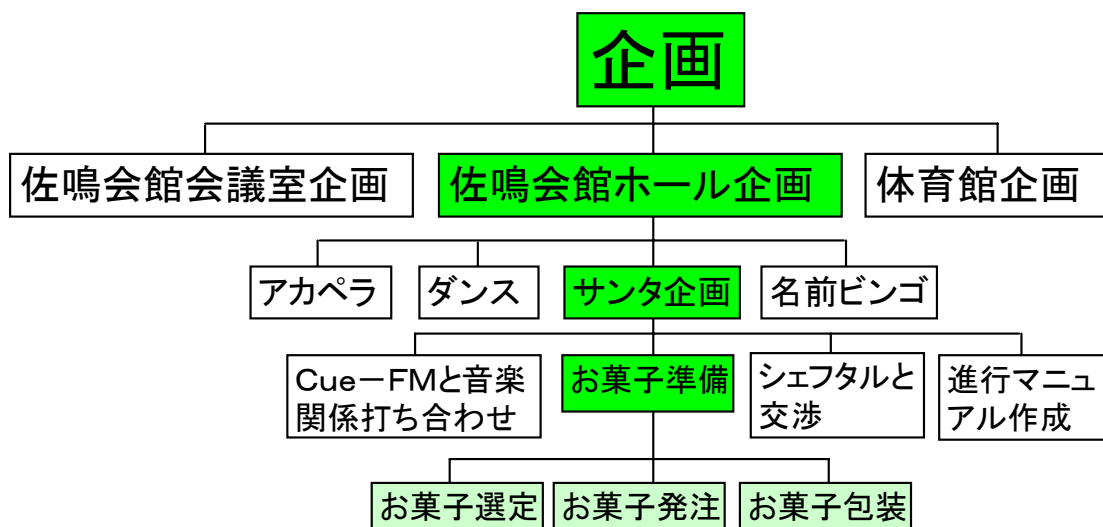 企画
佐鳴会館会議室企画
佐鳴会館ホール企画
体育館企画
アカペラ
ダンス
サンタ企画
名前ビンゴ
Cue－FMと音楽
関係打ち合わせ
お菓子準備
シェフタルと
交渉
進行マニュ
アル作成
お菓子選定
お菓子発注
お菓子包装